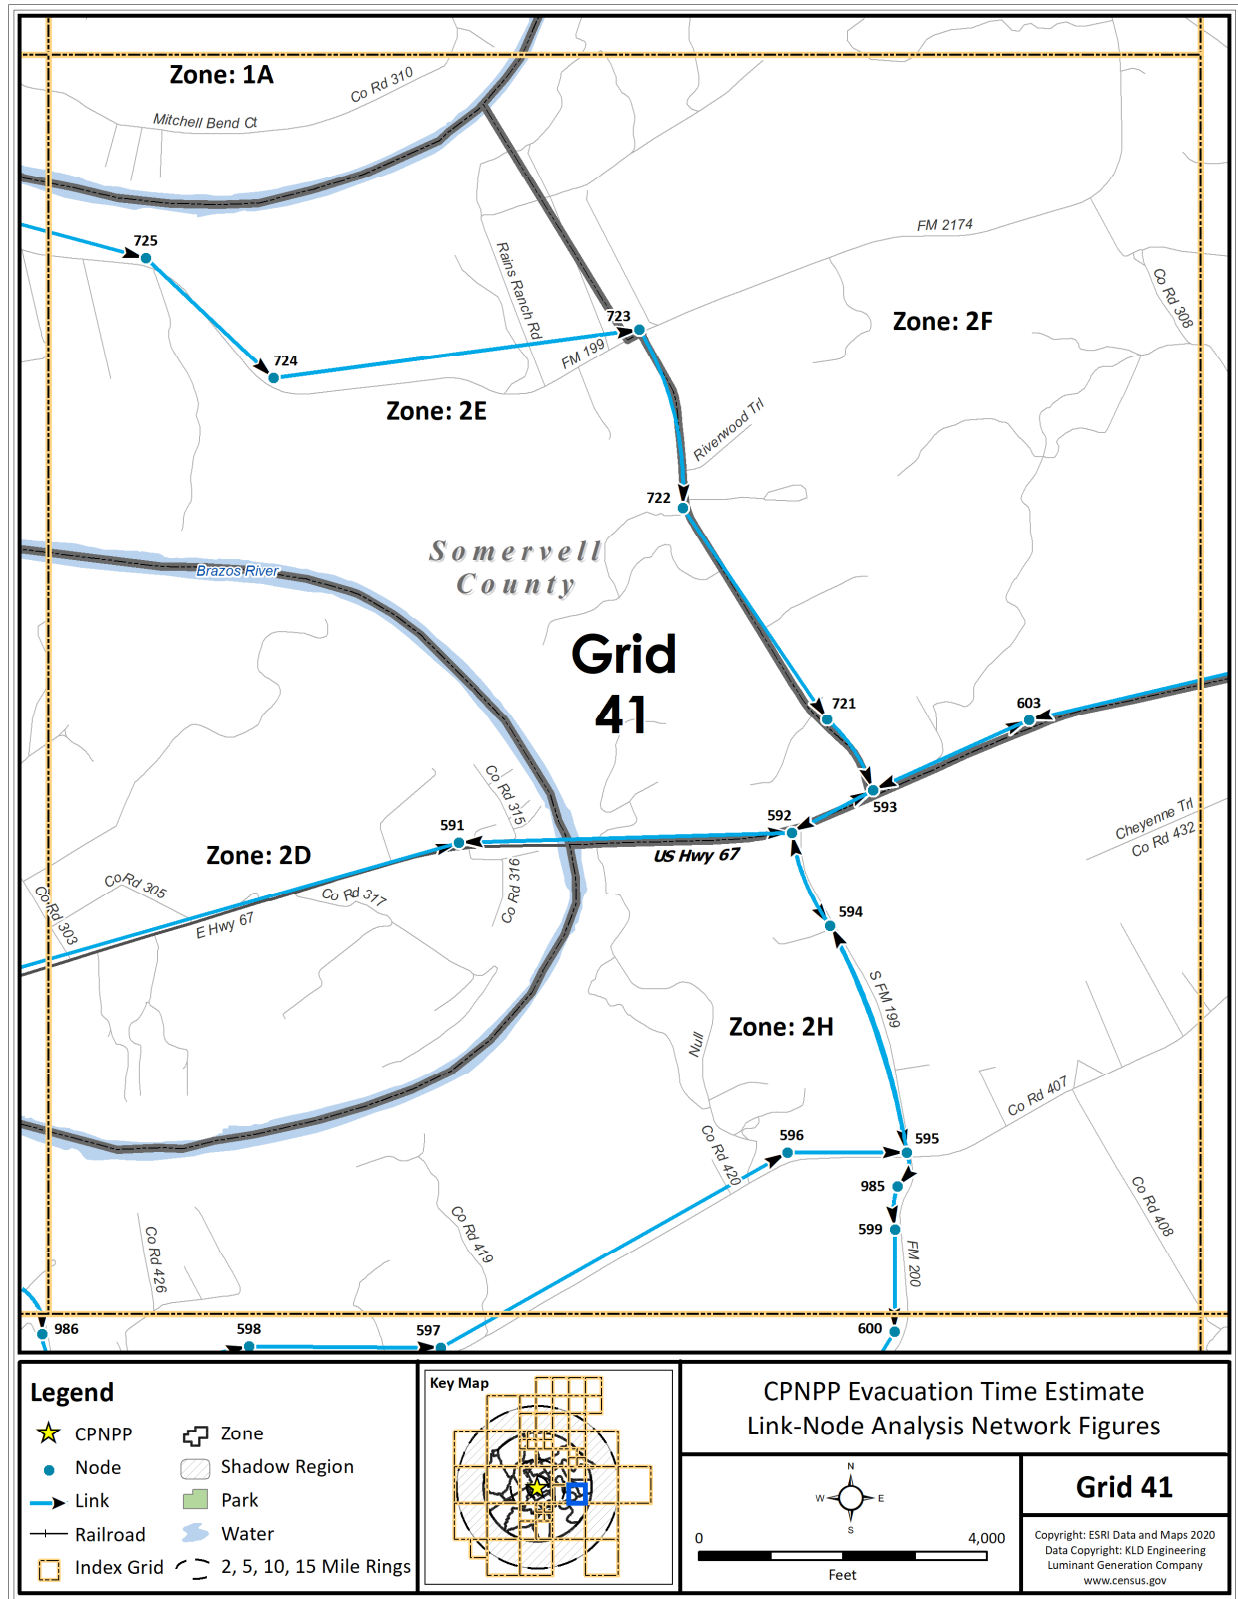 Zone: 1A
Co Rd 310
Mitchell Bend Ct
FM 2174
725
Rains Ranch Rd
Co Rd 308
723
Zone: 2F
724
FM 199
Zone: 2E
Riverwood Trl
722
Somervell
County
Brazos River
Grid
41
721
603
Co Rd 315
593
592
591
Cheyenne Trl
Co Rd 432
Zone: 2D
US Hwy 67
Co Rd 305
Co Rd 317
Co Rd 316
Co Rd 303
E Hwy 67
594
S FM 199
Zone: 2H
Null
Co Rd 407
596
595
Co Rd 420
985
Co Rd 408
599
Co Rd 419
Co Rd 426
FM 200
986
598
597
600
Legend
CPNPP
Zone
Node
Shadow Region
Link
Park
Railroad
Water
Index Grid
2, 5, 10, 15 Mile Rings
Key Map
CPNPP Evacuation Time Estimate
Link-Node Analysis Network Figures
N
W E
S
0 4,000
Feet
Grid 41
Copyright: ESRI Data and Maps 2020
Data Copyright: KLD Engineering
Luminant Generation Company
www.census.gov